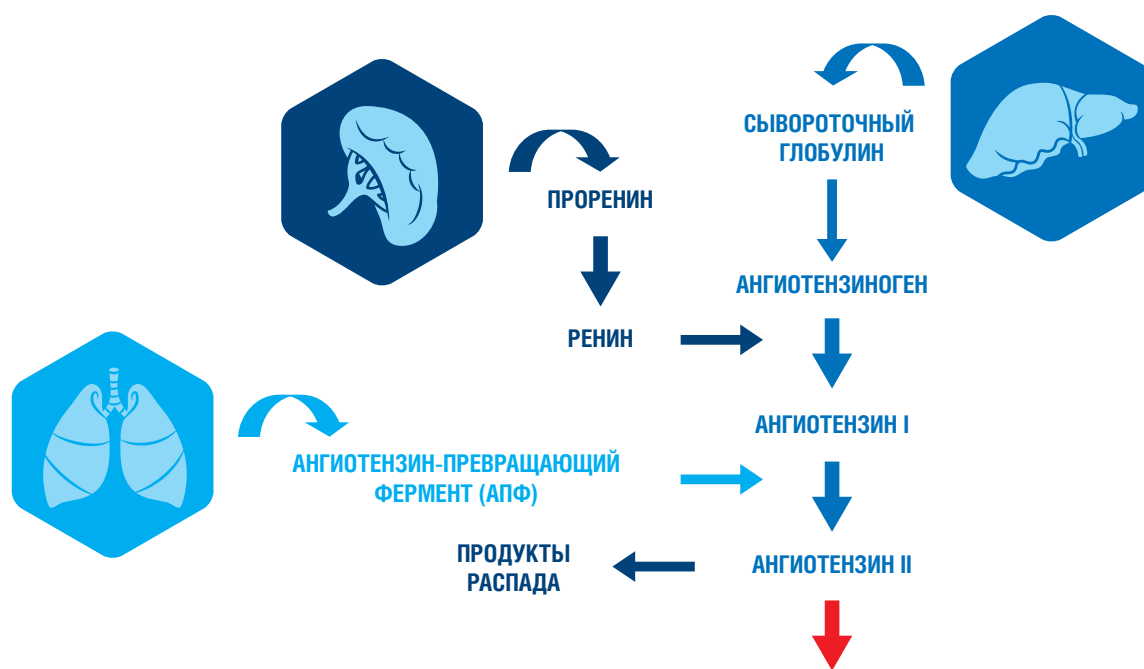 СЫВОРОТОЧНЫЙ
ГЛОБУЛИН
ПРОРЕНИН
АНГИОТЕНЗИНОГЕН
РЕНИН
АНГИОТЕНЗИН I
АНГИОТЕНЗИН-ПРЕВРАЩАЮЩИЙ
ФЕРМЕНТ (АПФ)
ПРОДУКТЫ
РАСПАДА
АНГИОТЕНЗИН II